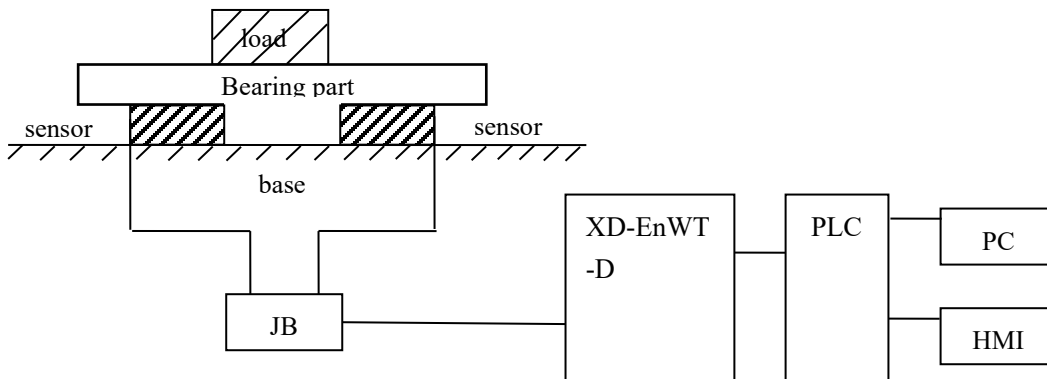 load
Bearing part
sensor
sensor
base
XD-EnWT
-D
PLC
PC
JB
HMI